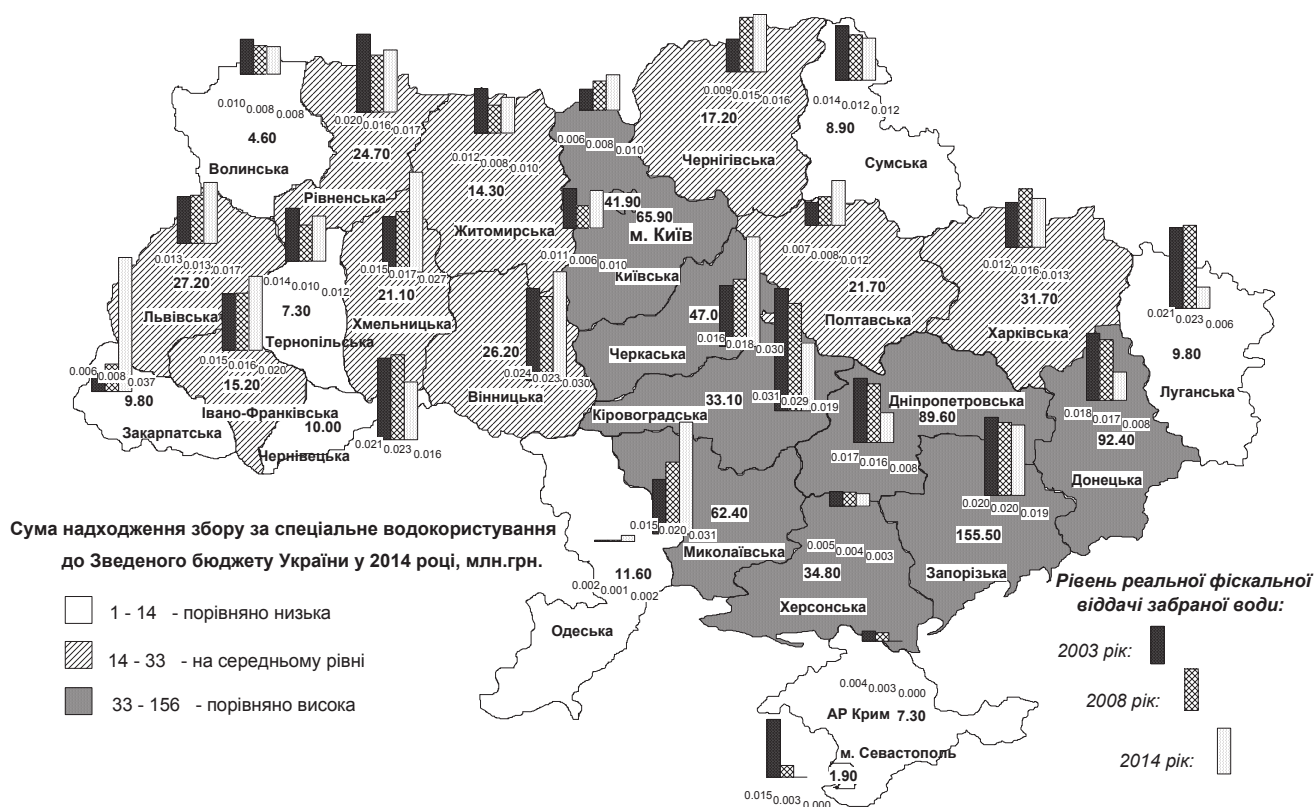 0.010 0.008 0.008
4.60
Волинська
0.020 0.016 0.017
24.70
Рівненська
0.012 0.008 0.010
14.30
Житомирська
0.006 0.008 0.010
41.90
65.90
м. Київ
0.011 0.006 0.010
Київська
0.009 0.015 0.016
17.20
Чернігівська
0.014 0.012 0.012
8.90
Сумська
0.013 0.013 0.017
27.20
Львівська
0.014 0.010 0.012
7.30
Тернопільська
0.015 0.017 0.027
21.10
Хмельницька
26.20
0.024 0.023 0.030
Вінницька
47.0
0.016 0.018 0.030
Черкаська
0.007 0.008 0.012
21.70
Полтавська
0.012 0.016 0.013
31.70
Харківська
0.021 0.023 0.006
9.80
Луганська
0.006 0.008 0.037
9.80
Закарпатська
0.015 0.016 0.020
15.20
Івано-Франківська
10.00
Чернівецька
0.021 0.023 0.016
33.10
Кіровоградська
0.031 0.029 0.019
Дніпропетровська
89.60
0.017 0.016 0.008
0.018 0.017 0.008
92.40
Донецька
62.40
0.015 0.020 0.031
Миколаївська
0.020 0.020 0.019
155.50
Запорізька
0.005 0.004 0.003
34.80
Херсонська
11.60
0.002 0.001 0.002
Одеська
0.004 0.003 0.000
АР Крим 7.30
м. Севастополь
1.90
0.015 0.003 0.000
Сума надходження збору за спеціальне водокористування
до Зведеного бюджету України у 2014 році, млн.грн.
1 - 14 - порівняно низька
14 - 33 - на середньому рівні
33 - 156 - порівняно висока
Рівень реальної фіскальної
віддачі забраної води:
2003 рік:
2008 рік:
2014 рік: